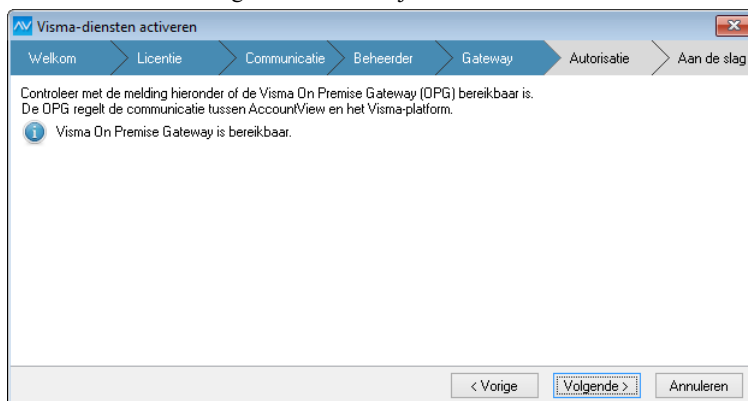 Visma-diensten activeren
Welkom
Licentie
Communicatie
Beheerder
Gateway
Autorisatie
Aan de slag
Controleer met de melding hieronder of de Visma On Premise Gateway (OPG) bereikbaar is.
De OPG regelt de communicatie tussen AccountView en het Visma-platform.
Visma On Premise Gateway is bereikbaar.
< Vorige
Volgende >
Annuleren